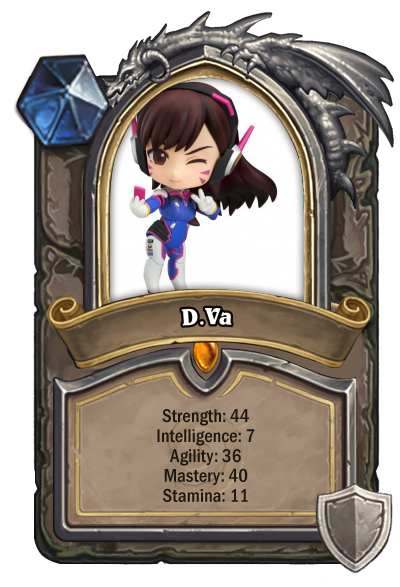 D.Va
Strength: 44
Intelligence: 7
Agility: 36
Mastery: 40
Stamina: 11